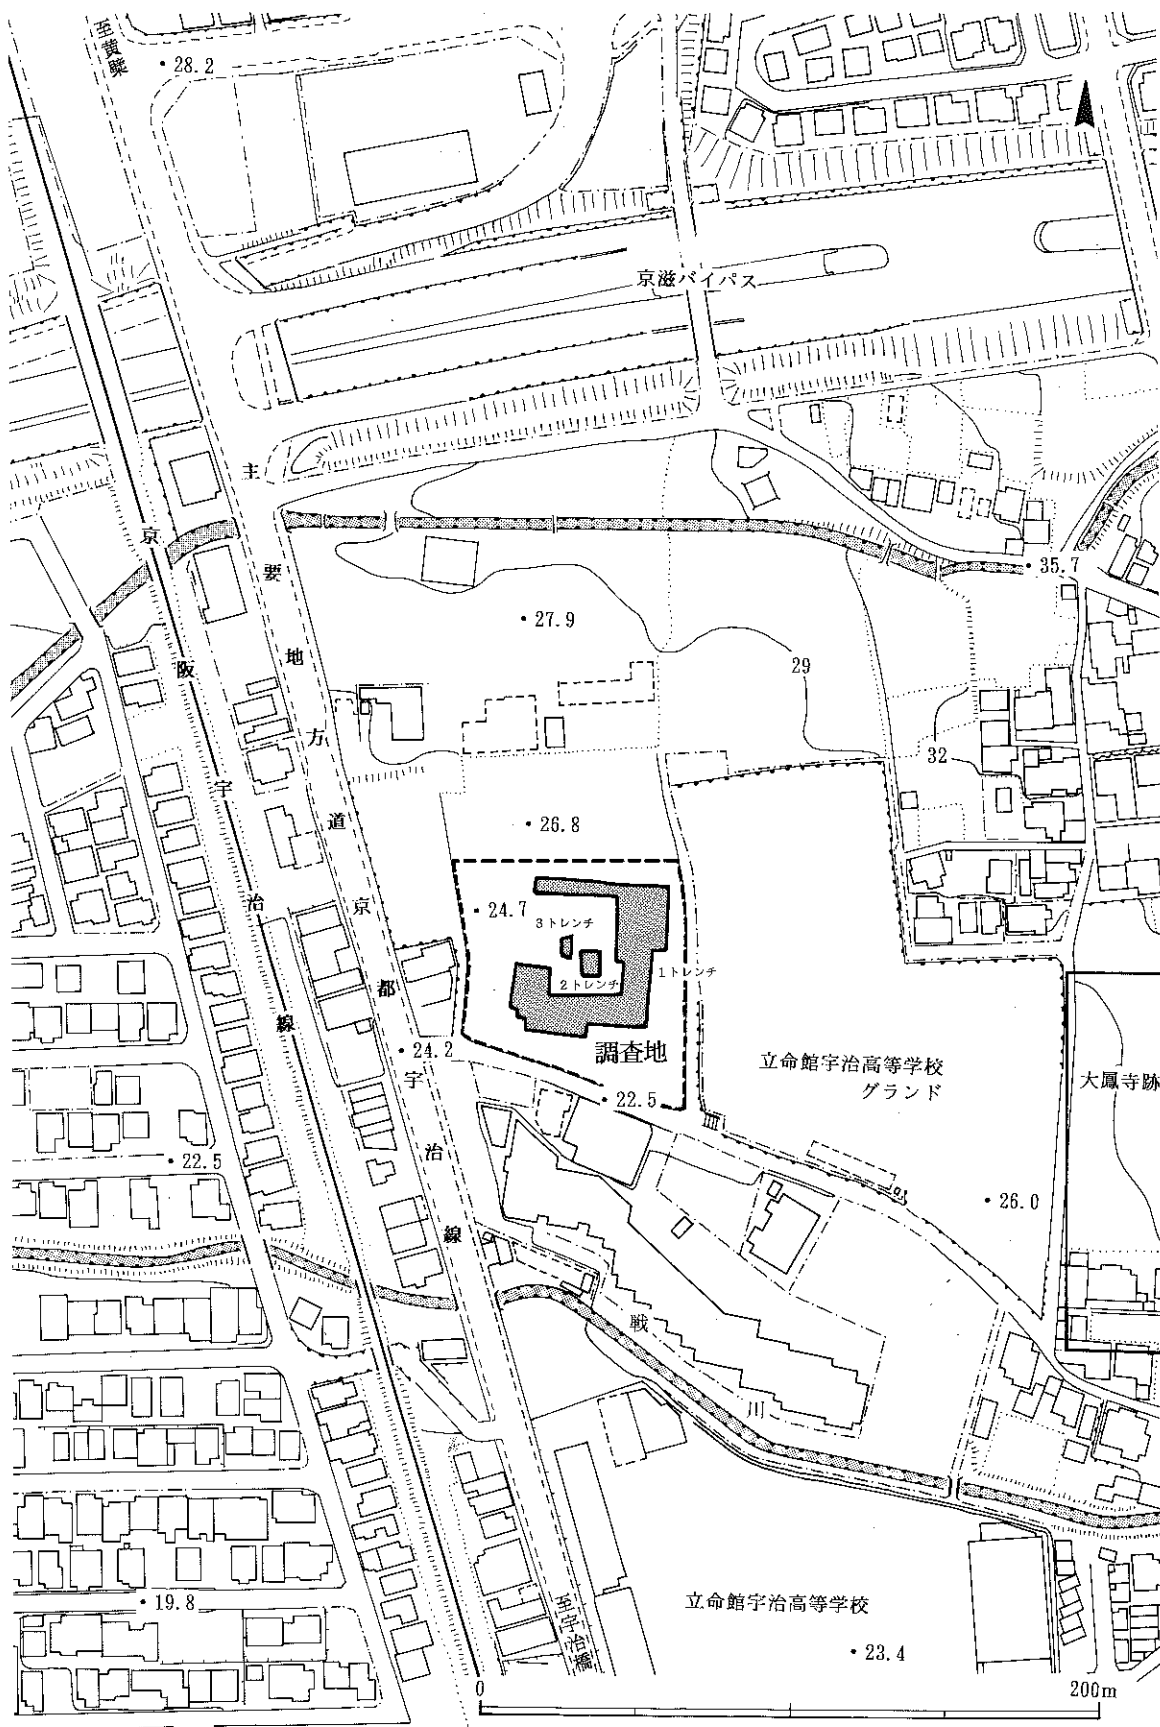 至黄檗
・28.2
京滋バイパス
主要地方道京都宇治線
京阪宇治線
・35.7
・27.9
29
32
・26.8
・24.7
3トレンチ
1トレンチ
2トレンチ
調査地
・24.2
・22.5
立命館宇治高等学校
グランド
大鳳寺跡
・22.5
・26.0
戦川
至宇治橋
立命館宇治高等学校
・19.8
・23.4
0
200m